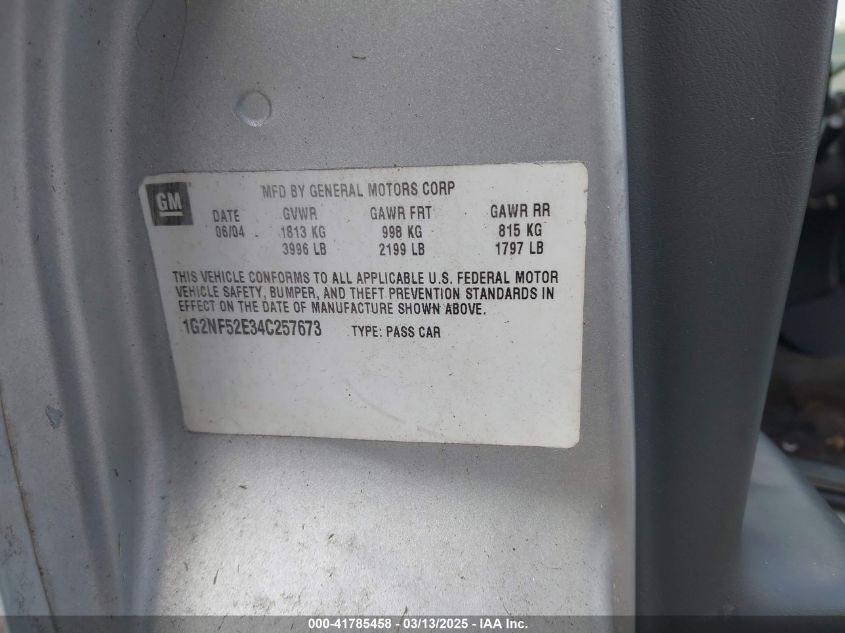 GM
MFD BY GENERAL MOTORS CORP
DATE GVWR GAWR FRT GAWR RR
06/04 1813 KG 998 KG 815 KG
3996 LB 2199 LB 1797 LB
THIS VEHICLE CONFORMS TO ALL APPLICABLE U.S. FEDERAL MOTOR
VEHICLE SAFETY, BUMPER, AND THEFT PREVENTION STANDARDS IN
EFFECT ON THE DATE OF MANUFACTURE SHOWN ABOVE.
1G2NF52E34C257673 TYPE: PASS CAR
000-41785458 - 03/13/2025 - IAA Inc.